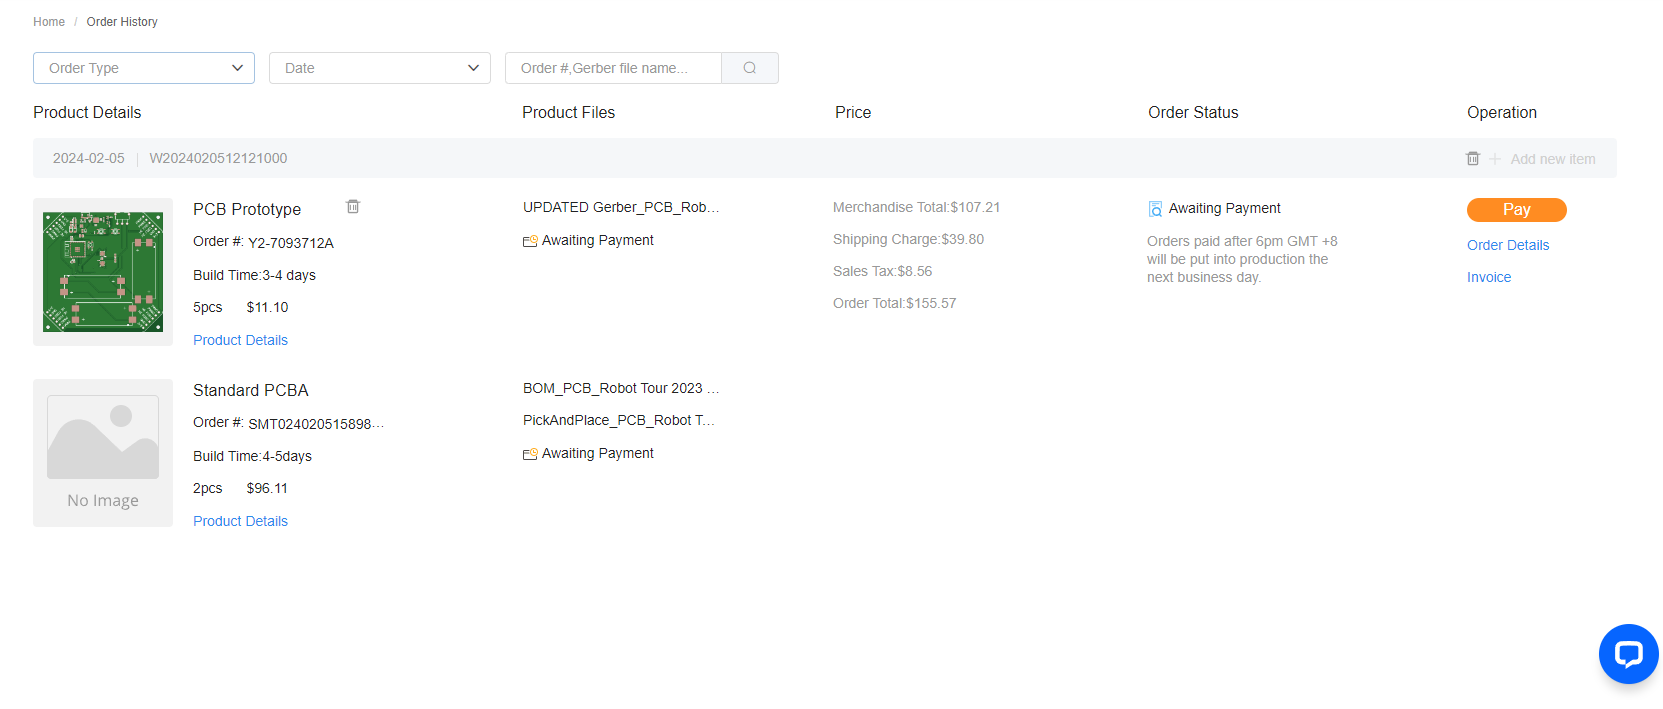 Home / Order History
Order Type
Date
Order #,Gerber file name...
Product Details
Product Files
Price
Order Status
Operation
2024-02-05 | W2024020512121000
Add new item
PCB Prototype
Order #: Y2-7093712A
Build Time:3-4 days
5pcs $11.10
Product Details
UPDATED Gerber_PCB_Rob...
Awaiting Payment
Merchandise Total:$107.21
Shipping Charge:$39.80
Sales Tax:$8.56
Order Total:$155.57
Awaiting Payment
Orders paid after 6pm GMT +8
will be put into production the
next business day.
Pay
Order Details
Invoice
No Image
Standard PCBA
Order #: SMT024020515898...
Build Time:4-5days
2pcs $96.11
Product Details
BOM_PCB_Robot Tour 2023 ...
PickAndPlace_PCB_Robot T...
Awaiting Payment